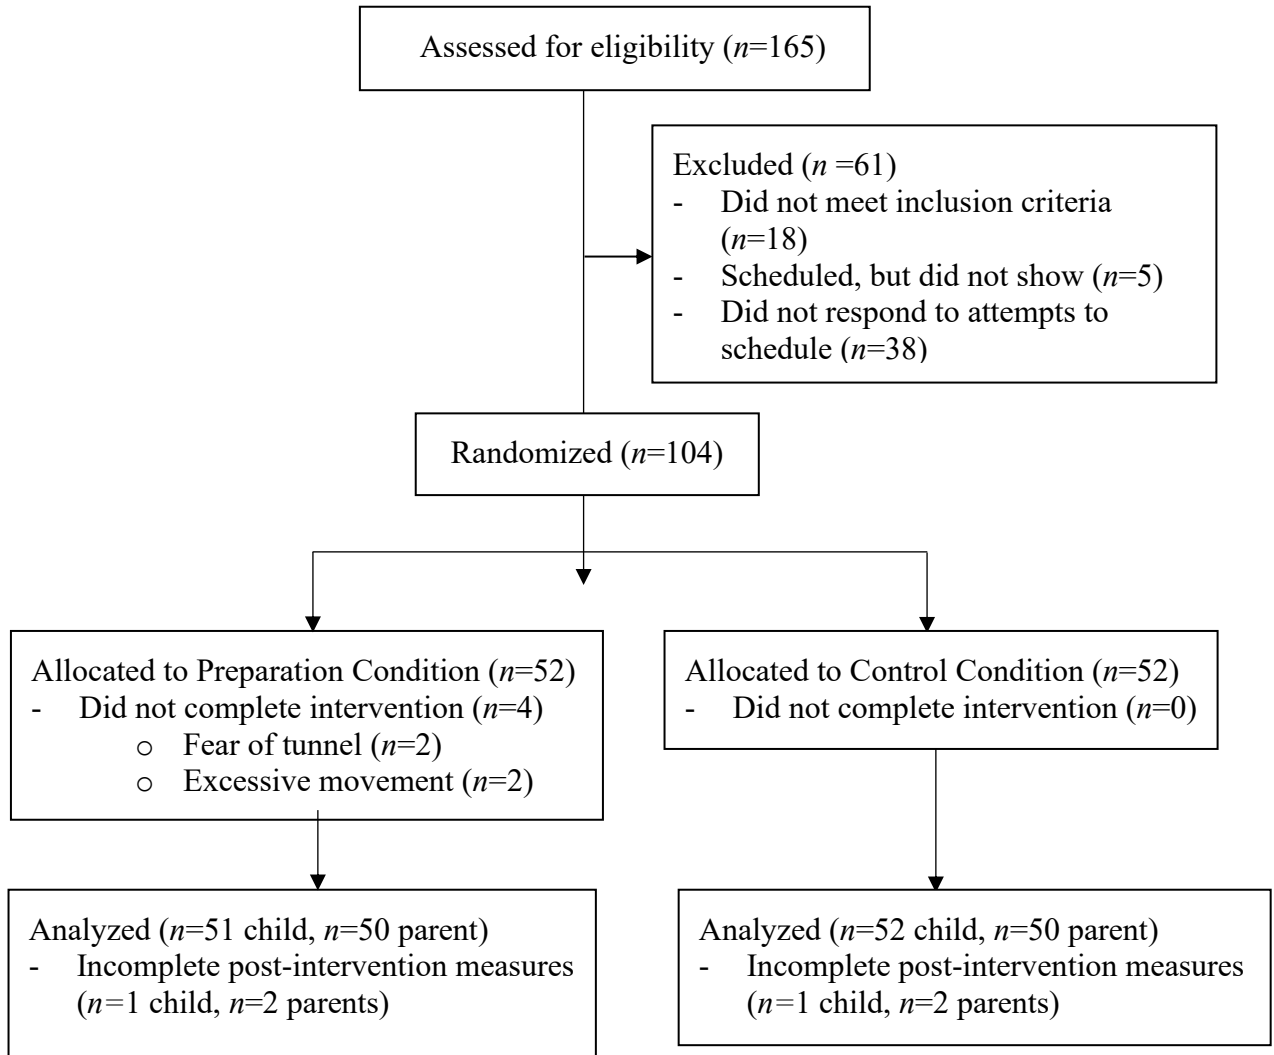 Assessed for eligibility (n=165)
Excluded (n =61)
- Did not meet inclusion criteria
(n=18)
- Scheduled, but did not show (n=5)
- Did not respond to attempts to
schedule (n=38)
Randomized (n=104)
Allocated to Preparation Condition (n=52)
- Did not complete intervention (n=4)
o Fear of tunnel (n=2)
o Excessive movement (n=2)
Allocated to Control Condition (n=52)
- Did not complete intervention (n=0)
Analyzed (n=51 child, n=50 parent)
- Incomplete post-intervention measures
(n=1 child, n=2 parents)
Analyzed (n=52 child, n=50 parent)
- Incomplete post-intervention measures
(n=1 child, n=2 parents)